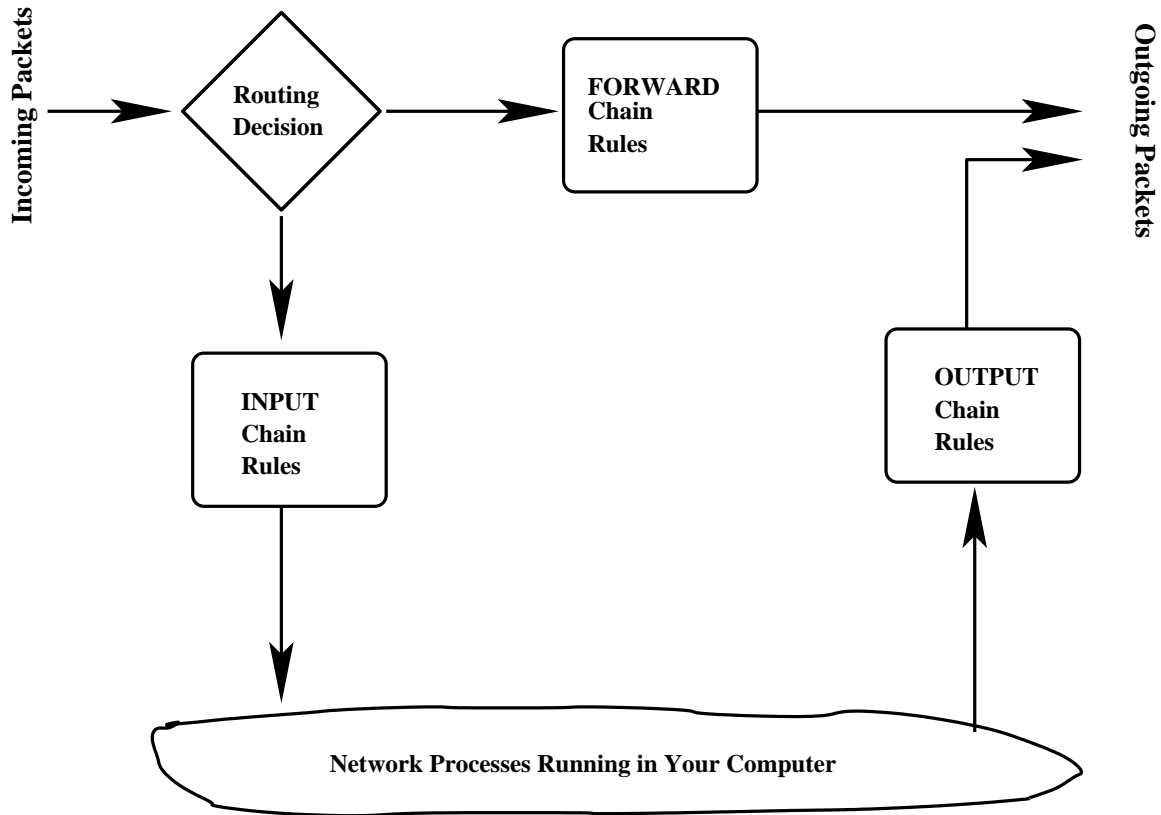 Incoming Packets
Routing
Decision
FORWARD
Chain
Rules
Outgoing Packets
INPUT
Chain
Rules
OUTPUT
Chain
Rules
Network Processes Running in Your Computer